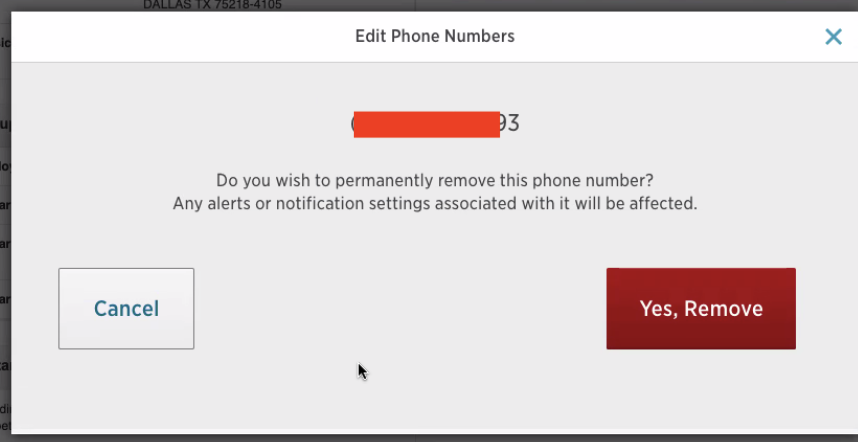 DALLAS TX 75218-4105
Edit Phone Numbers
93
Do you wish to permanently remove this phone number?
Any alerts or notification settings associated with it will be affected.
Cancel
Yes, Remove